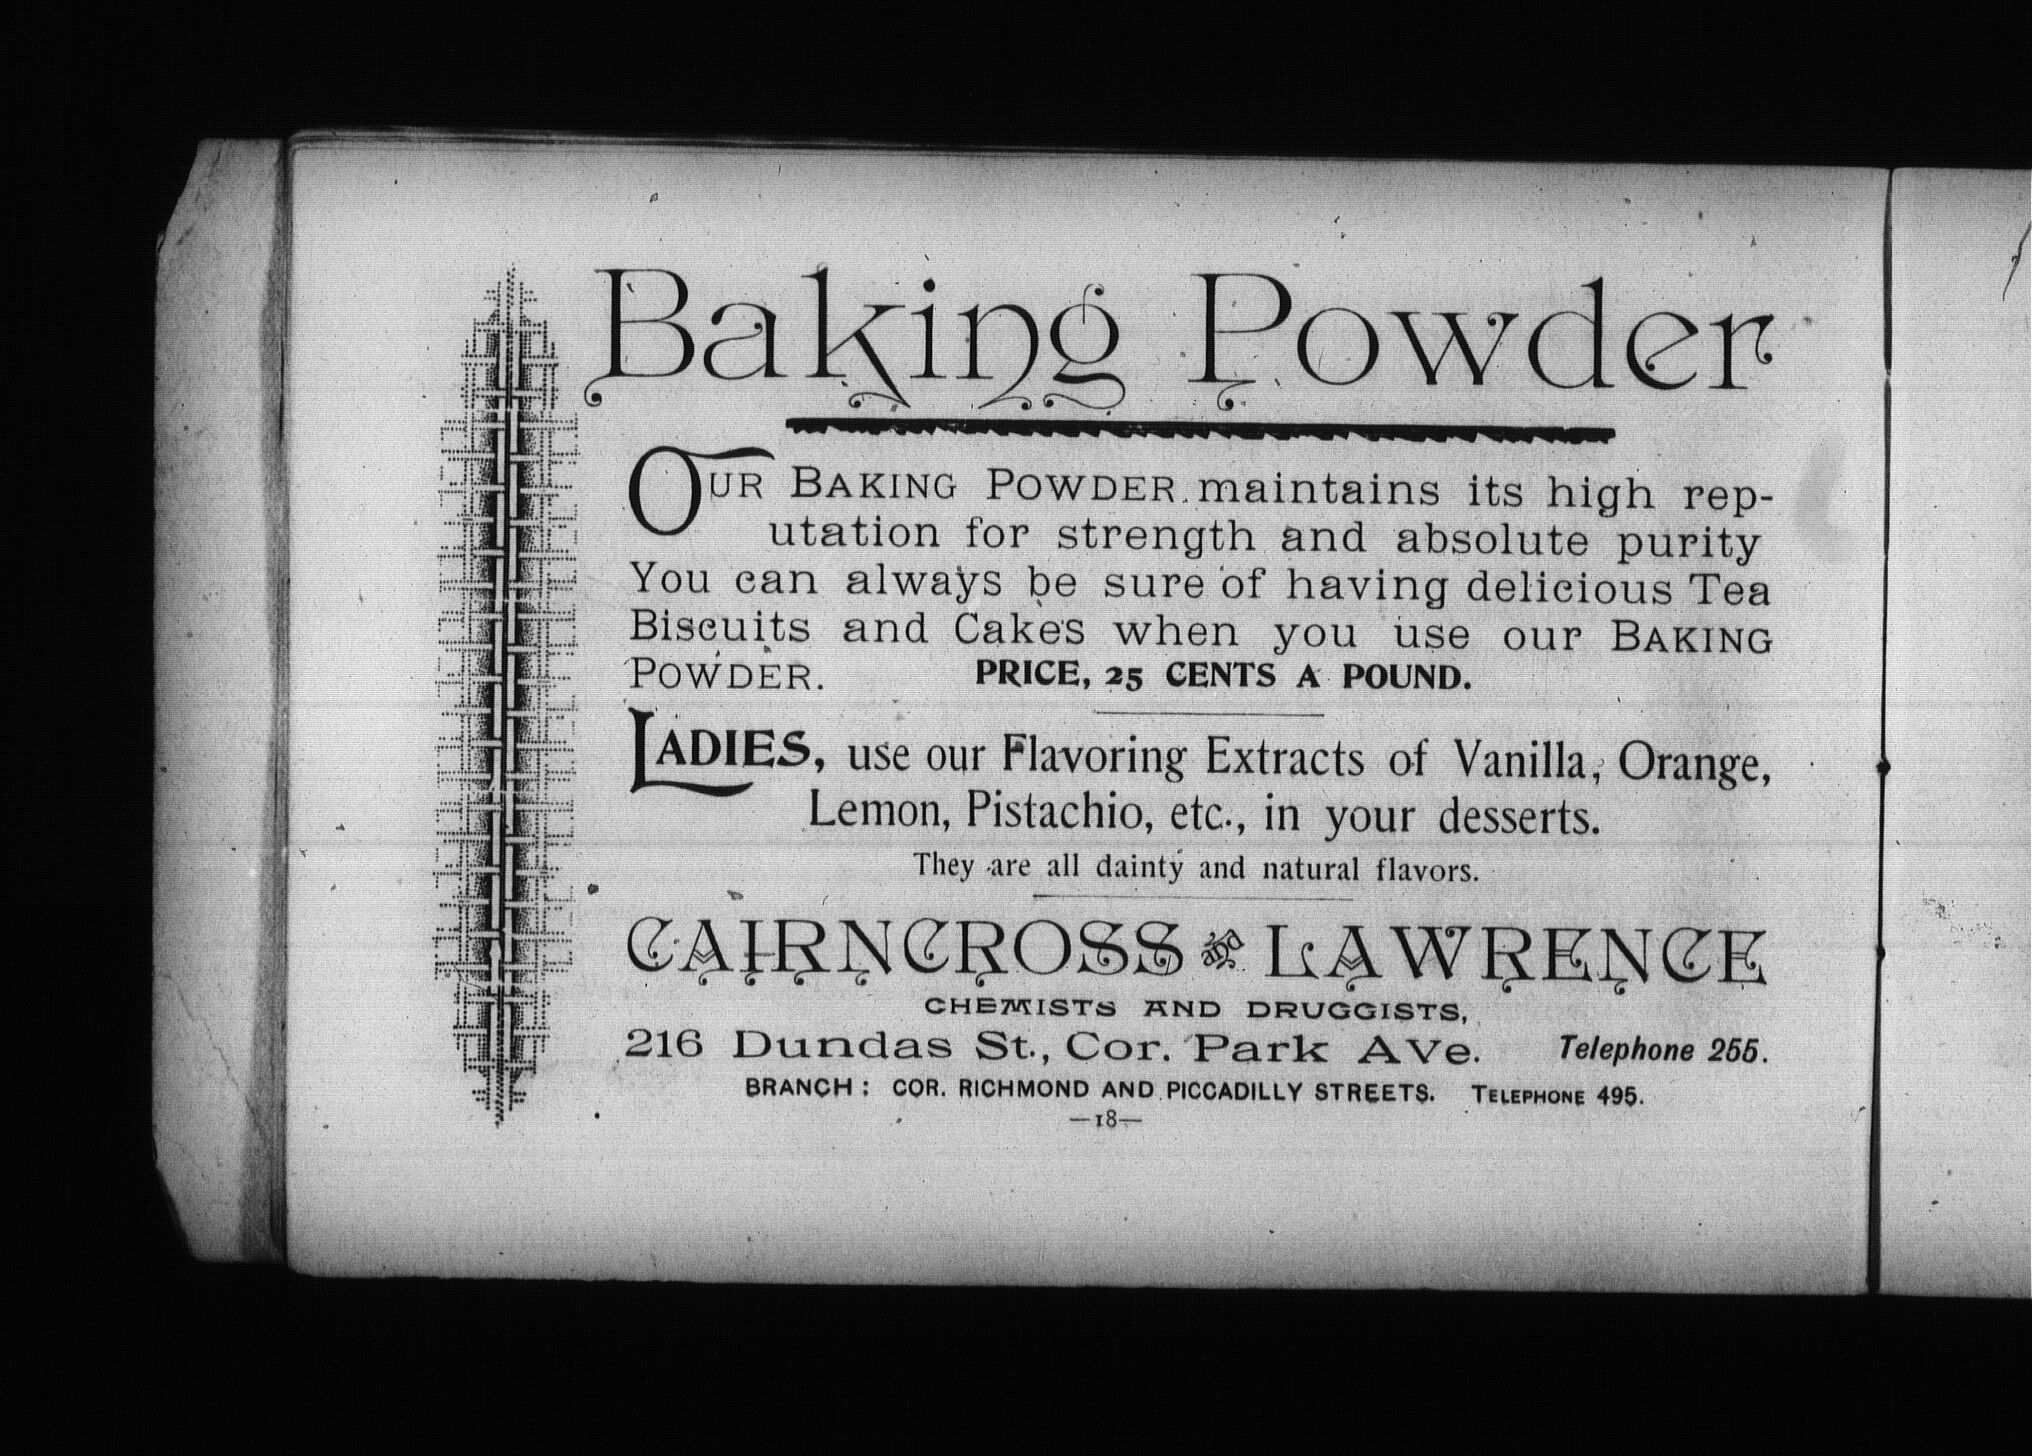 Baking Powder
OUR BAKING POWDER maintains its high rep-
utation for strength and absolute purity
You can always be sure of having delicious Tea
Biscuits and Cakes when you use our BAKING
POWDER. PRICE, 25 CENTS A POUND.
LADIES, use our Flavoring Extracts of Vanilla, Orange,
Lemon, Pistachio, etc., in your desserts.
They are all dainty and natural flavors.
CAIRNCROSS and LAWRENCE
CHEMISTS AND DRUGGISTS,
216 Dundas St., Cor. Park AVe. Telephone 255.
BRANCH: COR. RICHMOND AND PICCADILLY STREETS. TELEPHONE 495.
—18—